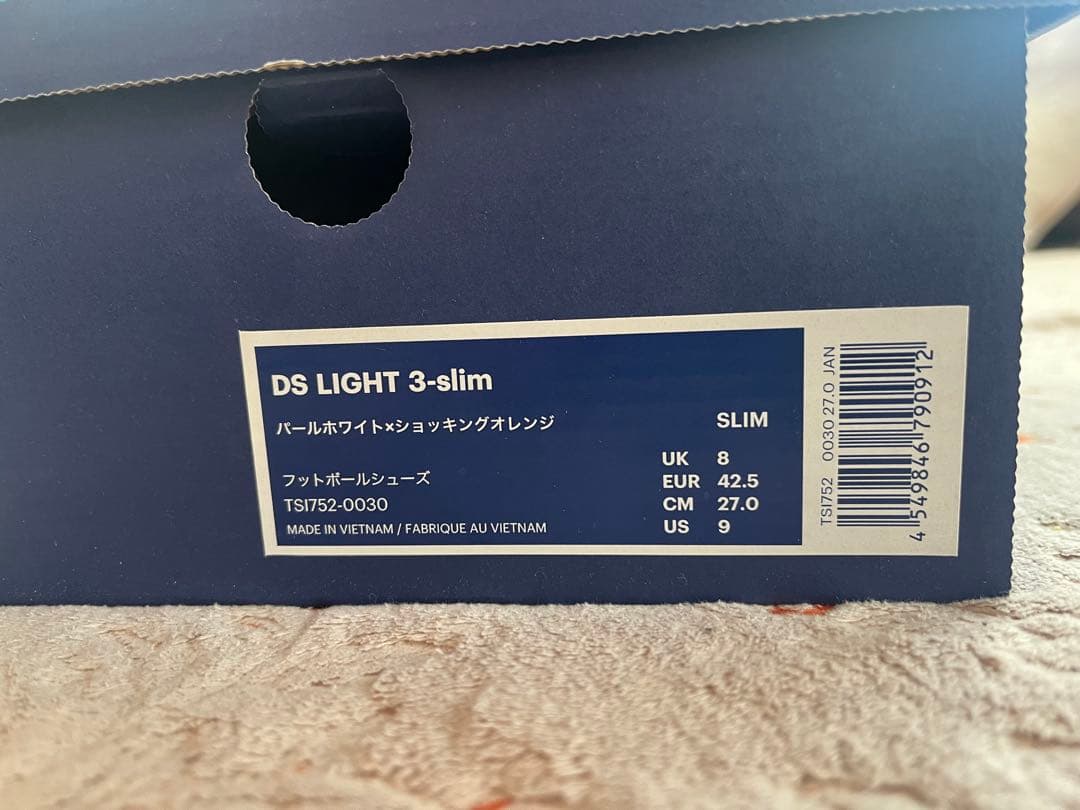 DS LIGHT 3-slim
パールホワイト×ショッキングオレンジ
SLIM
フットボールシューズ
TSI752-0030
MADE IN VIETNAM / FABRIQUE AU VIETNAM
UK 8
EUR 42.5
CM 27.0
US 9
TSI752 0030 27.0 JAN
4 549846 790912